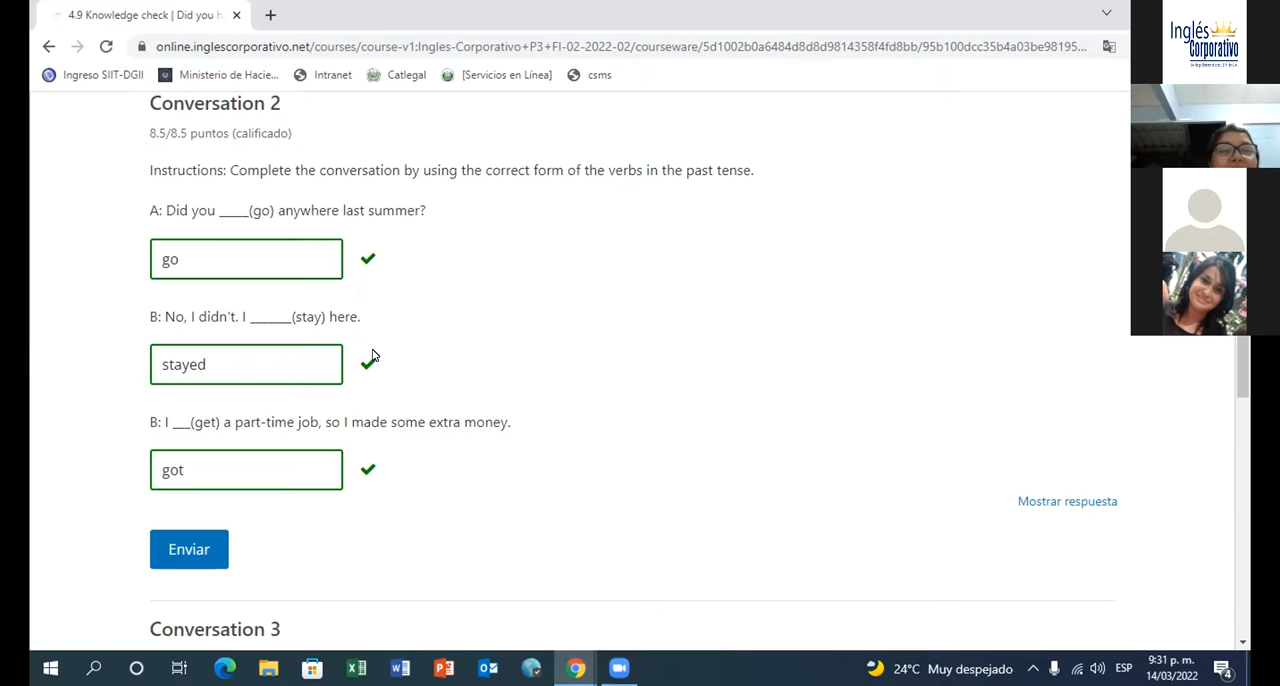 4.9 Knowledge check | Did you h
online.inglescorporativo.net/courses/course-v1:Ingles-Corporativo+P3+FI-02-2022-02/courseware/5d1002b0a6484d8d8d9814358f4fd8bb/95b100dcc35b4a03be98195...
Ingreso SIIT-DGII Ministerio de Hacie... Intranet Catlegal [Servicios en Línea] csms
Inglés
Corporativo
Conversation 2
8.5/8.5 puntos (calificado)
Instructions: Complete the conversation by using the correct form of the verbs in the past tense.
A: Did you _____(go) anywhere last summer?
go
B: No, I didn't. I _______(stay) here.
stayed
B: I ___(get) a part-time job, so I made some extra money.
got
Mostrar respuesta
Enviar
Conversation 3
24°C Muy despejado ESP 9:31 p. m.
14/03/2022 4